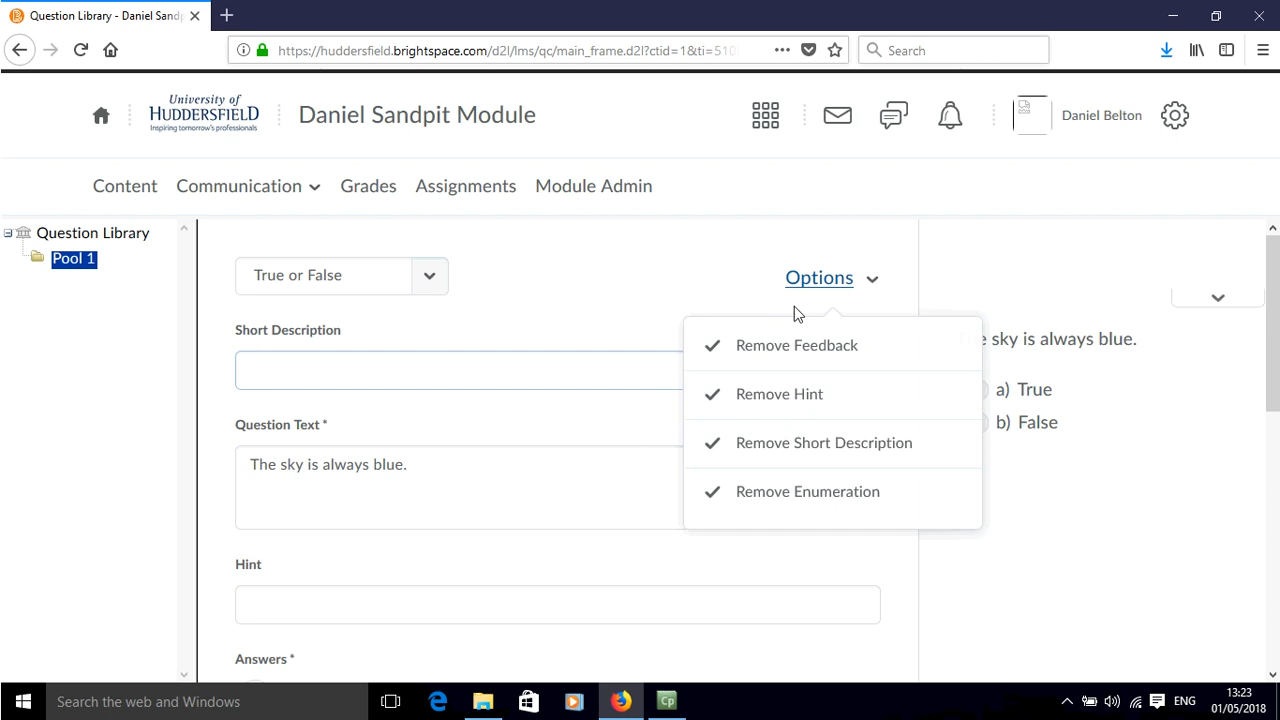 Question Library - Daniel Sandp
https://huddersfield.brightspace.com/d2l/lms/qc/main_frame.d2l?ctid=1&ti=510
Search
University of
HUDDERSFIELD
Inspiring tomorrow's professionals
Daniel Sandpit Module
Daniel Belton
Content
Communication
Grades
Assignments
Module Admin
Question Library
Pool 1
True or False
Options
Short Description
Remove Feedback
Remove Hint
Remove Short Description
Remove Enumeration
Question Text *
The sky is always blue.
Hint
Answers *
e sky is always blue.
a) True
b) False
Search the web and Windows
Cp
ENG
13:23
01/05/2018